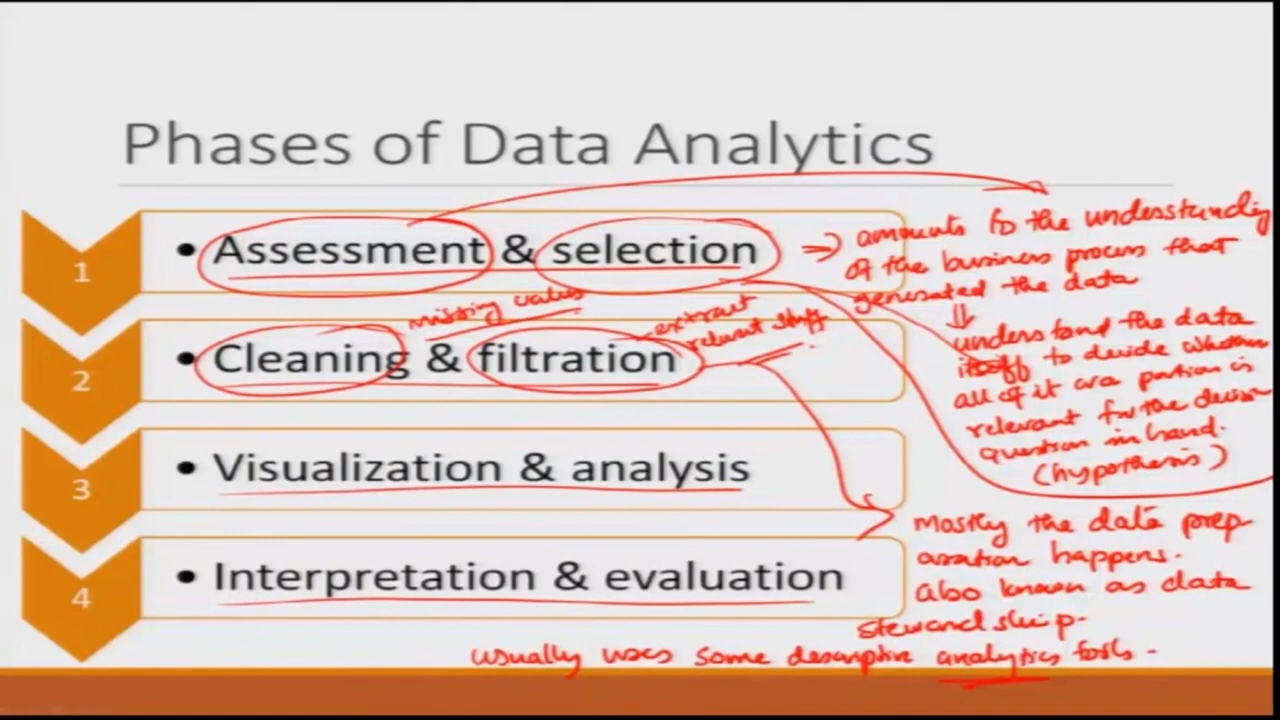 Phases of Data Analytics
1
• Assessment & selection
⇒ amounts to the understanding
of the business process that
generated the data
⇓
understand the data
itself to decide whether
all of it or a portion is
relevant for the decision
question in hand.
(hypothesis)
2
missing values
extract
relevant stuff.
• Cleaning & filtration
3
• Visualization & analysis
4
• Interpretation & evaluation
Mostly the data prep-
aration happens.
also known as data
stewardship.
usually uses some descriptive analytics tools.